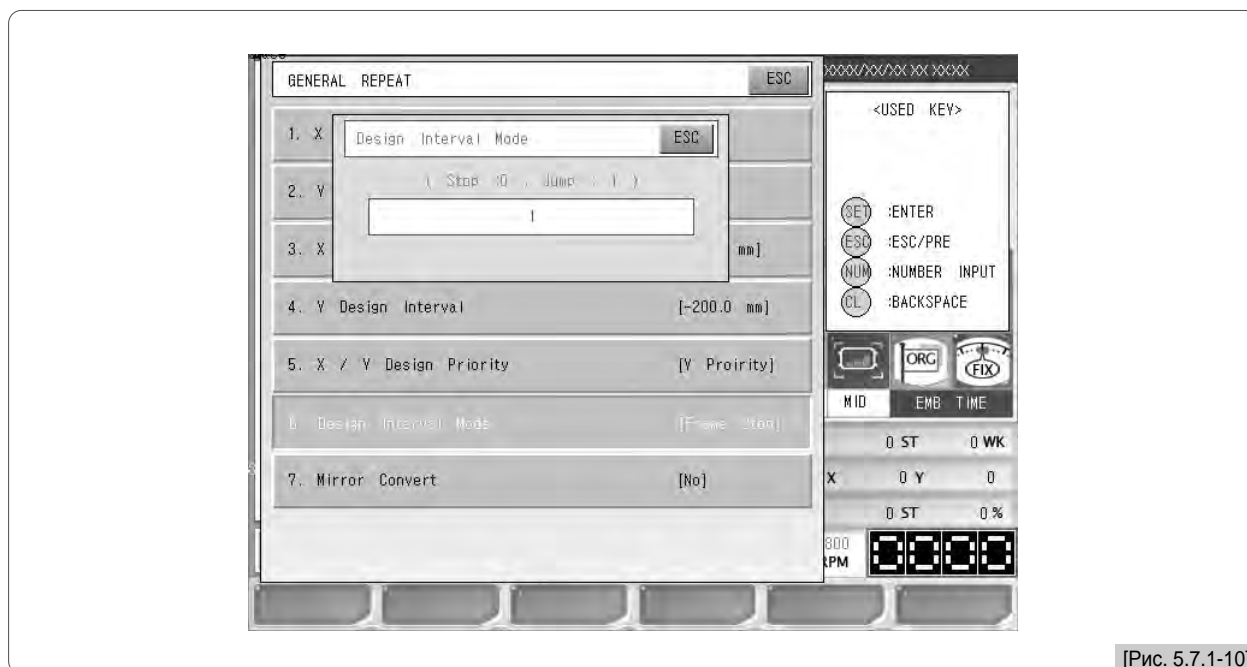 GENERAL REPEAT ESC
XXXX/XX/XX XX XX:XX
<USED KEY>
1. X
Design Interval Mode ESC
( Stop :0 , Jump : 1 )
1
2. Y
SET :ENTER
3. X mm]
ESC :ESC/PRE
NUM :NUMBER INPUT
4. Y Design Interval [-200.0 mm]
CL :BACKSPACE
5. X / Y Design Priority [Y Proirity]
ORG
FIX
MID EMB TIME
6. Design Interval Mode [Frame Stop]
0 ST 0 WK
7. Mirror Convert [No]
X 0 Y 0
0 ST 0 %
800
RPM
[Рис. 5.7.1-10]